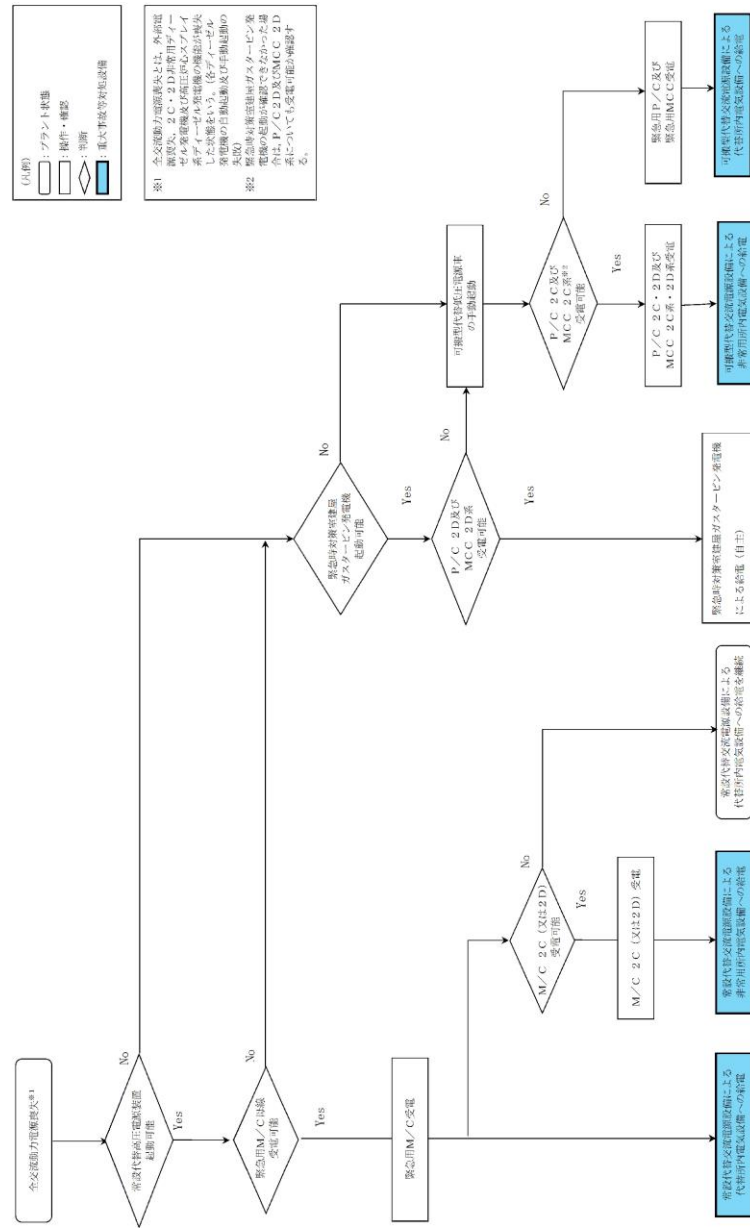 全交流動力電源喪失※1
常設代替高圧電源装置
起動可能
No
Yes
緊急用M/C母線
受電可能
No
Yes
緊急用M/C受電
常設代替交流電源設備による
代替所内電気設備への給電
M/C 2C（又は2D）
受電可能
No
Yes
M/C 2C（又は2D）受電
常設代替交流電源設備による
非常用所内電気設備への給電
常設代替交流電源設備による
代替所内電気設備への給電を継続
緊急時対策室建屋
ガスタービン発電機
起動可能
No
Yes
P/C 2D及び
MCC 2D系
受電可能
No
Yes
緊急時対策室建屋ガスタービン発電機
による給電（自主）
可搬型代替低圧電源車
の手動起動
P/C 2C及び
MCC 2C系※2
受電可能
No
Yes
P/C 2C・2D及び
MCC 2C系・2D系受電
可搬型代替交流電源設備による
非常用所内電気設備への給電
緊急用P/C及び
緊急用MCC受電
可搬型代替交流電源設備による
代替所内電気設備への給電
(凡例)
：プラント状態
：操作・確認
：判断
：重大事故等対処設備
※1 全交流動力電源喪失とは，外部電
源喪失，2C・2D非常用ディー
ゼル発電機及び高圧炉心スプレイ
系ディーゼル発電機の機能が喪失
した状態をいう。（各ディーゼル
発電機の自動起動及び手動起動の
失敗）
※2 緊急時対策室建屋ガスタービン発
電機の起動が確認できなかった場
合は，P/C 2D及びMCC 2D
系についても受電可能か確認す
る。